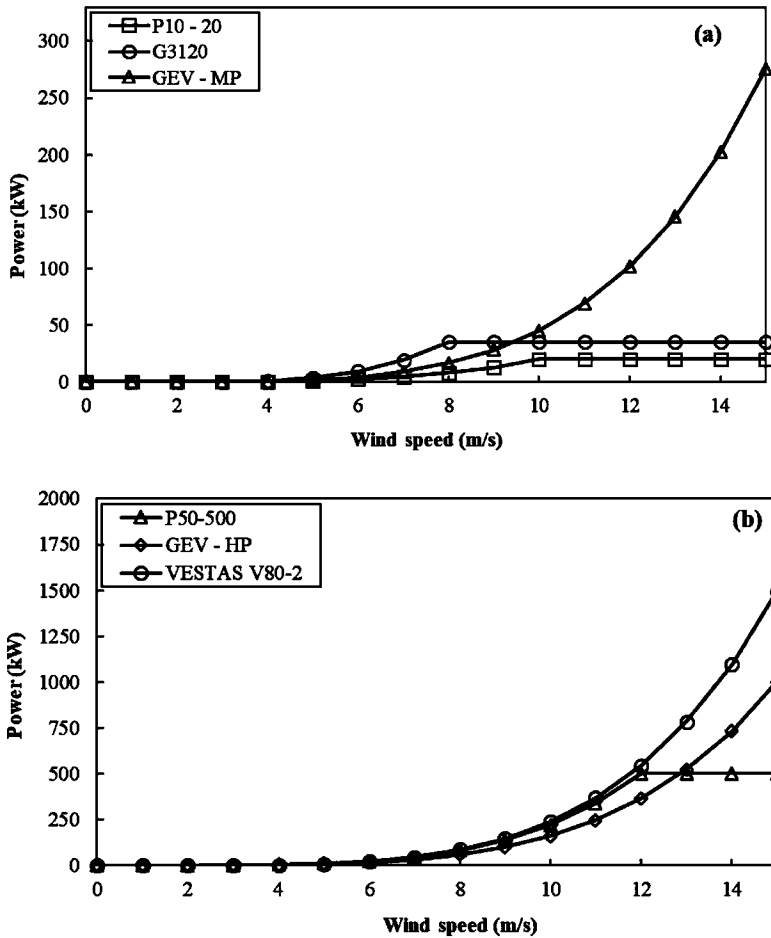 P10 - 20
G3120
GEV - MP
(a)
300
250
200
150
100
50
0
Power (kW)
0 2 4 6 8 10 12 14
Wind speed (m/s)
P50-500
GEV - HP
VESTAS V80-2
(b)
2000
1750
1500
1250
1000
750
500
250
0
Power (kW)
0 2 4 6 8 10 12 14
Wind speed (m/s)